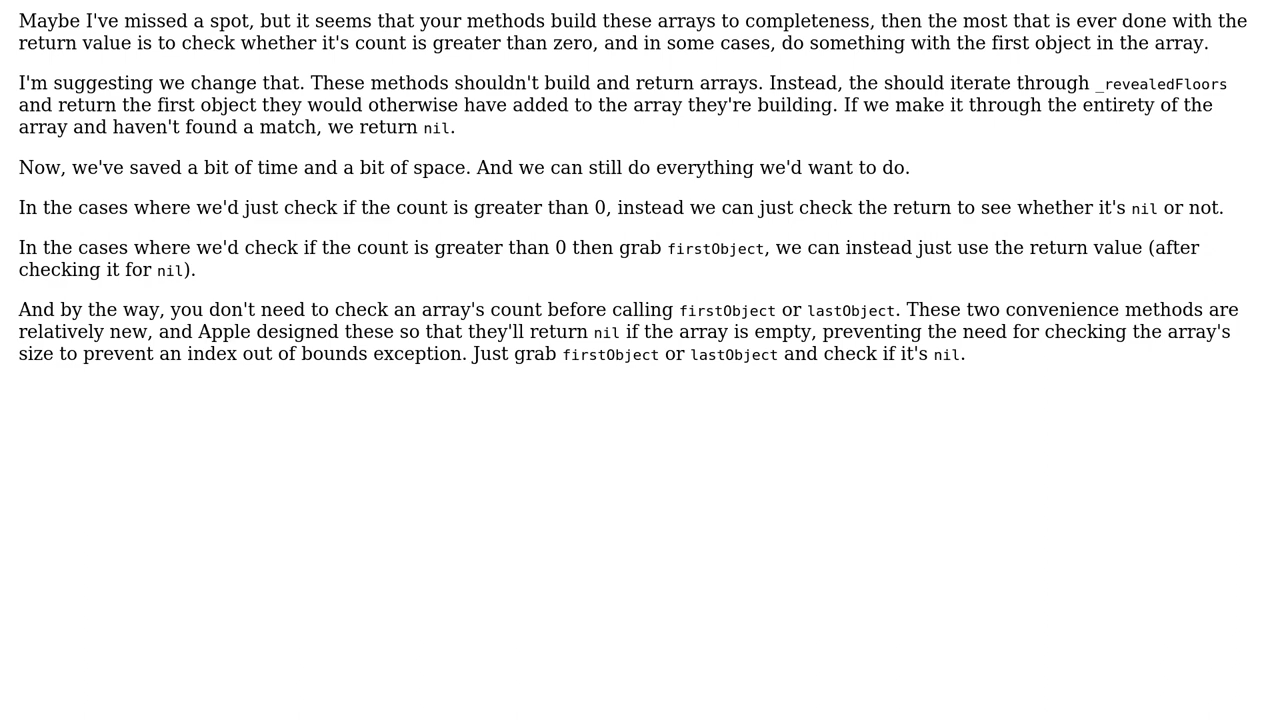 Maybe I've missed a spot, but it seems that your methods build these arrays to completeness, then the most that is ever done with the
return value is to check whether it's count is greater than zero, and in some cases, do something with the first object in the array.
I'm suggesting we change that. These methods shouldn't build and return arrays. Instead, the should iterate through _revealedFloors
and return the first object they would otherwise have added to the array they're building. If we make it through the entirety of the
array and haven't found a match, we return nil.
Now, we've saved a bit of time and a bit of space. And we can still do everything we'd want to do.
In the cases where we'd just check if the count is greater than 0, instead we can just check the return to see whether it's nil or not.
In the cases where we'd check if the count is greater than 0 then grab firstObject, we can instead just use the return value (after
checking it for nil).
And by the way, you don't need to check an array's count before calling firstObject or lastObject. These two convenience methods are
relatively new, and Apple designed these so that they'll return nil if the array is empty, preventing the need for checking the array's
size to prevent an index out of bounds exception. Just grab firstObject or lastObject and check if it's nil.